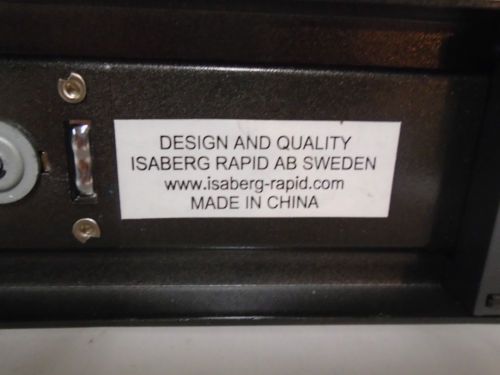 DESIGN AND QUALITY
ISABERG RAPID AB SWEDEN
www.isaberg-rapid.com
MADE IN CHINA